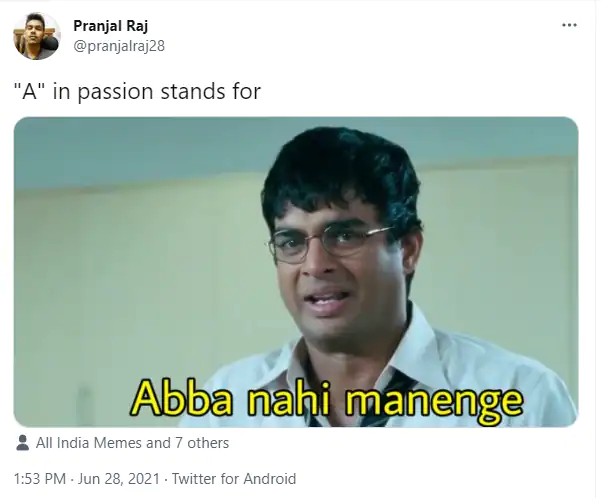 Pranjal Raj
@pranjalraj28
"A" in passion stands for
Abba nahi manenge
All India Memes and 7 others
1:53 PM · Jun 28, 2021 · Twitter for Android